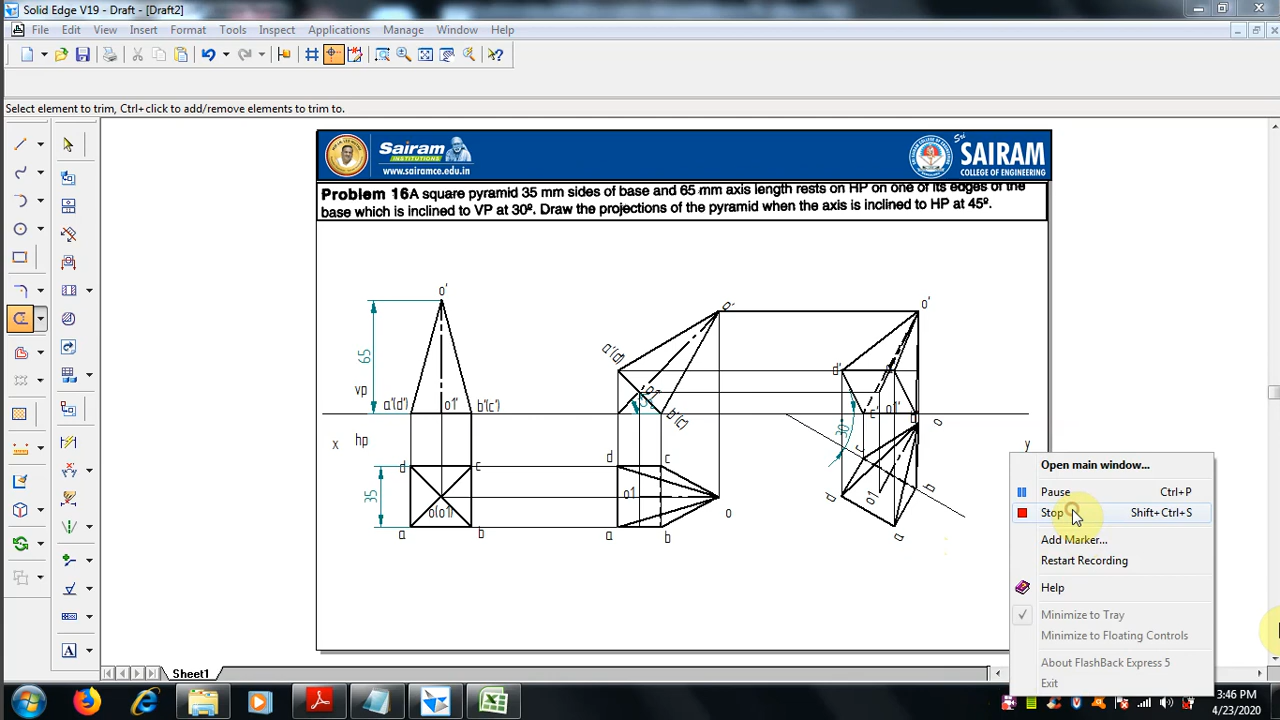 Solid Edge V19 - Draft - [Draft2]
File Edit View Insert Format Tools Inspect Applications Manage Window Help
Select element to trim, Ctrl+click to add/remove elements to trim to.
Sairam
INSTITUTIONS
www.sairamce.edu.in
Sri
SAIRAM
COLLEGE OF ENGINEERING
Problem 16A square pyramid 35 mm sides of base and 65 mm axis length rests on HP on one of its edges of the
base which is inclined to VP at 30º. Draw the projections of the pyramid when the axis is inclined to HP at 45º.
o'
65
vp
a'(d')
o1'
b'(c')
x
hp
d
c
35
o(o1)
a
b
o'
a'(d)
o1'
b'(c)
d
c
o1
o
a
b
o'
d'
c'
o1'
o
30
y
c
d
o1
b
a
Open main window...
Pause Ctrl+P
Stop Shift+Ctrl+S
Add Marker...
Restart Recording
Help
Minimize to Tray
Minimize to Floating Controls
About FlashBack Express 5
Exit
Sheet1
3:46 PM
4/23/2020